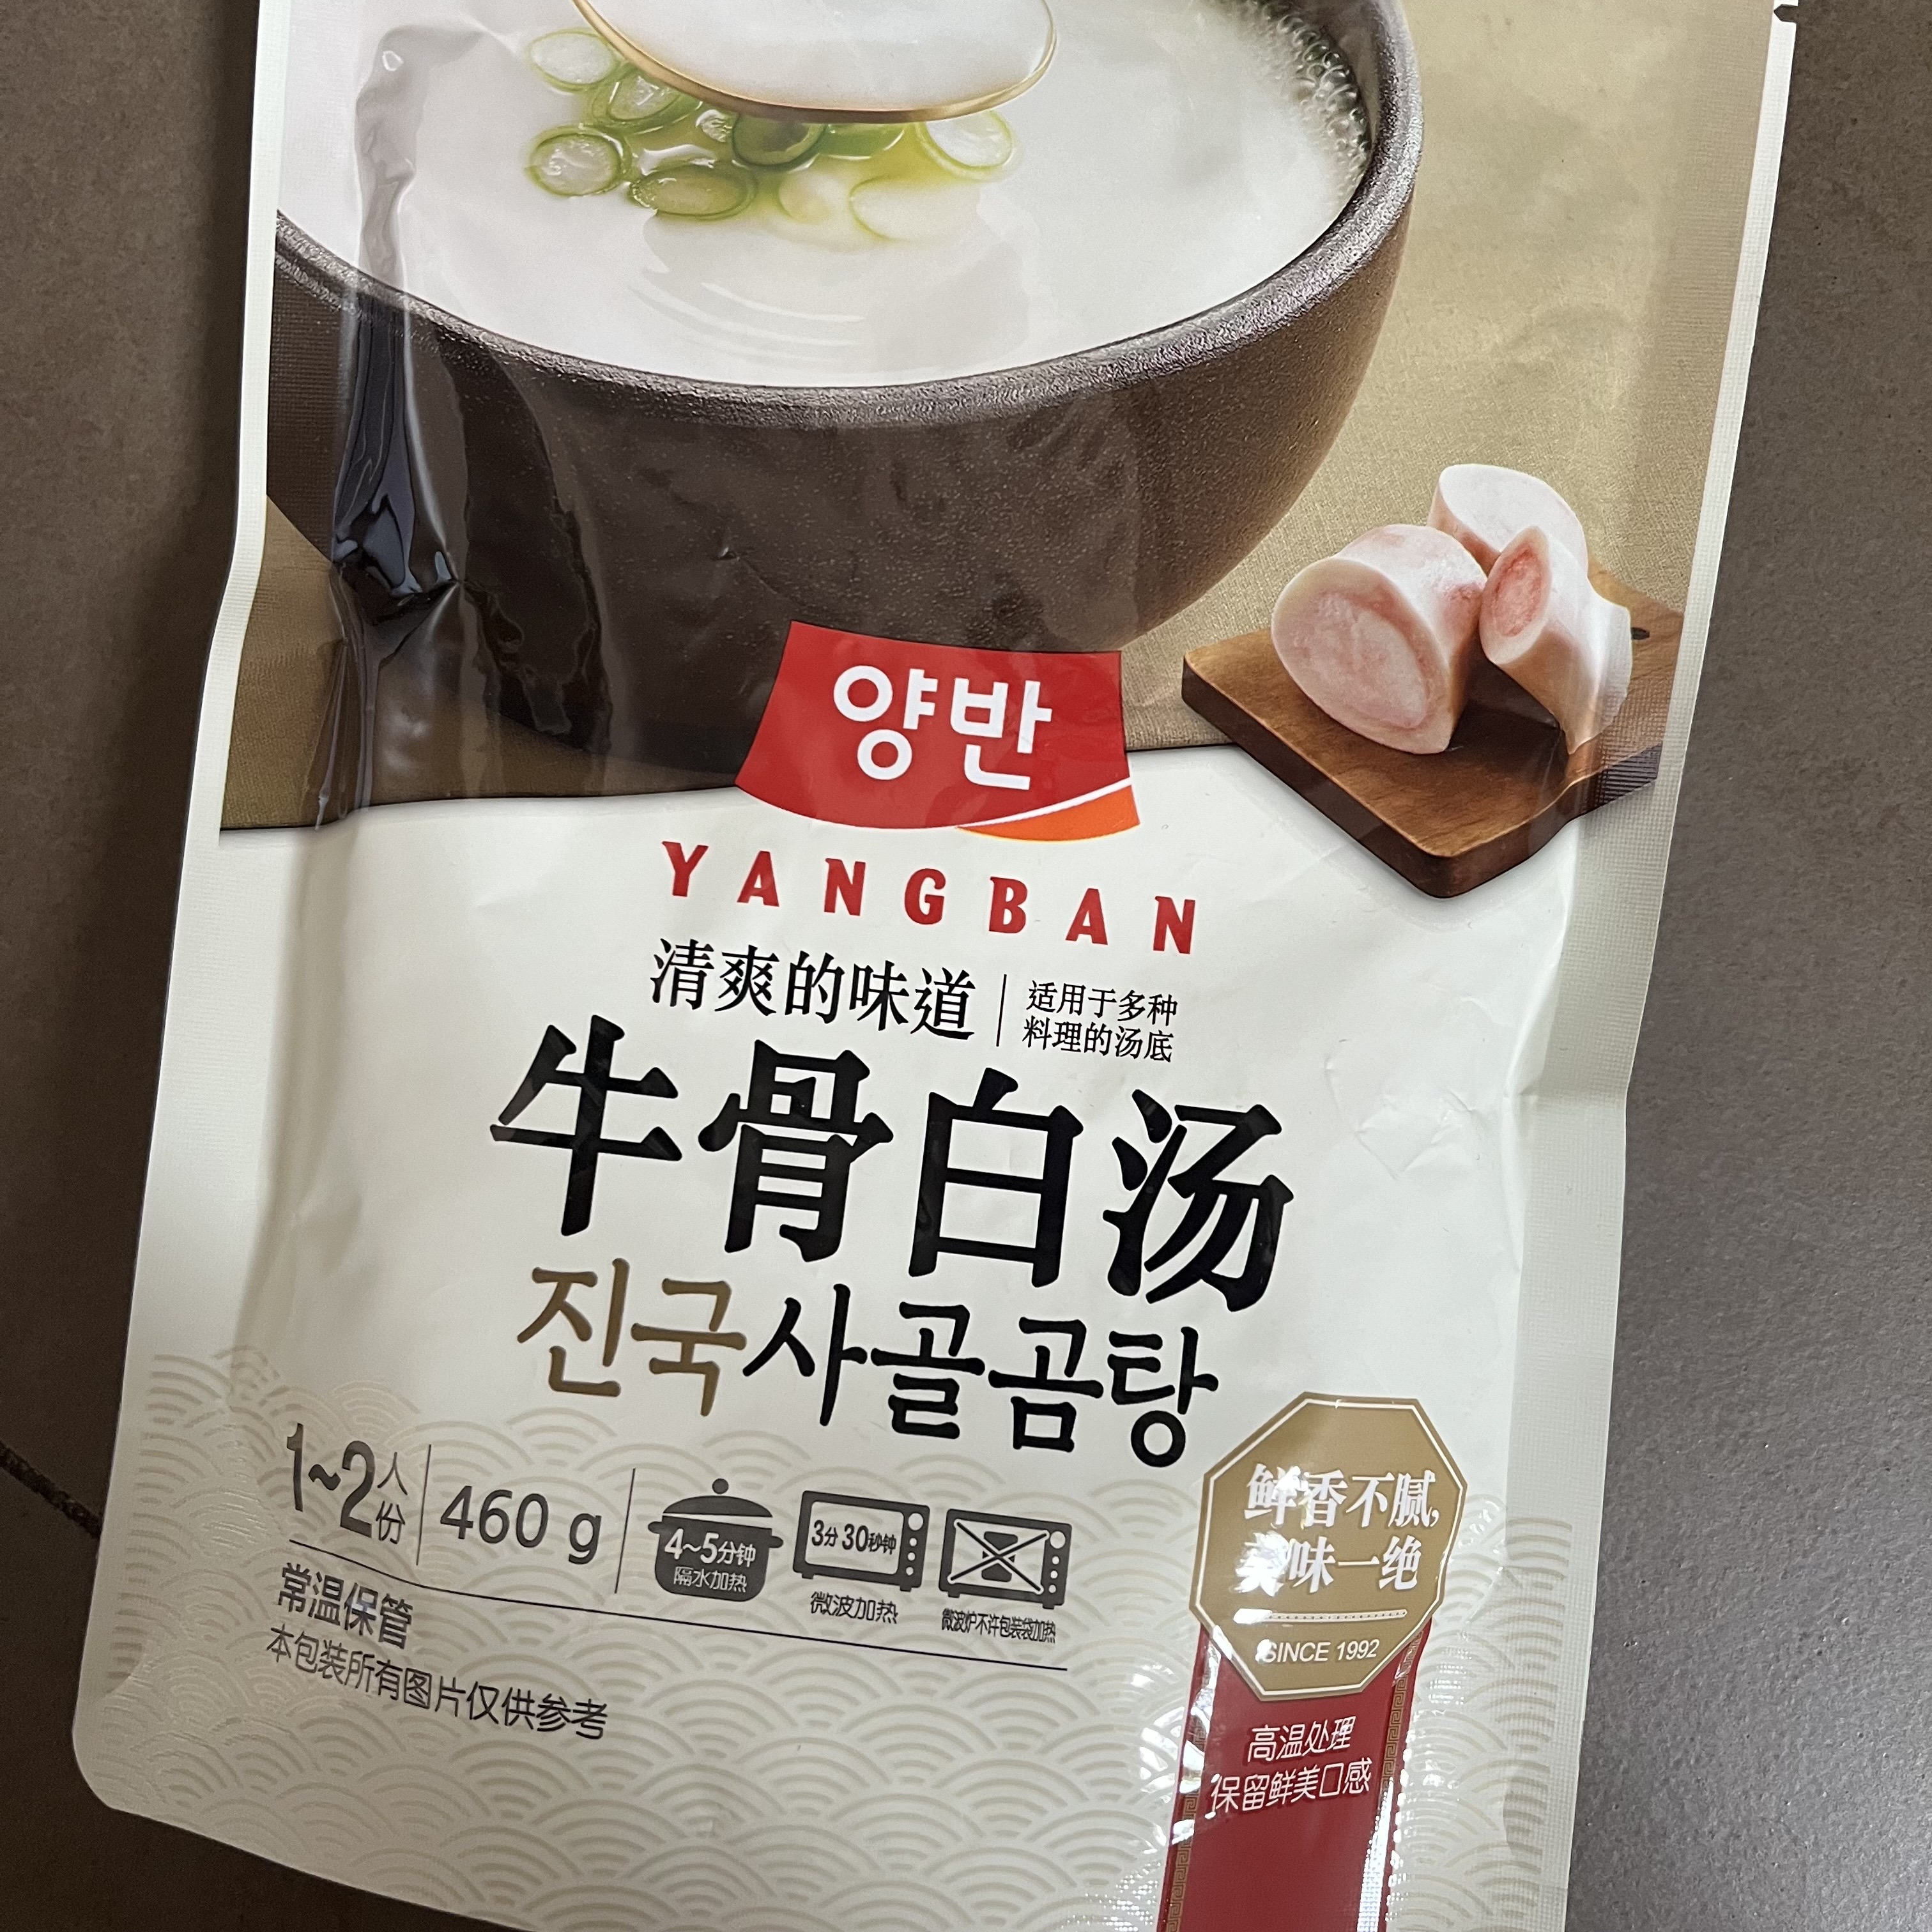 양반
YANGBAN
清爽的味道
适用于多种
料理的汤底
牛骨白汤
진국사골곰탕
1~2人份
460 g
4~5分钟
隔水加热
3分30秒钟
微波加热
微波炉不许包装袋加热
常温保管
本包装所有图片仅供参考
鲜香不腻,
美味一绝
SINCE 1992
高温处理
保留鲜美口感